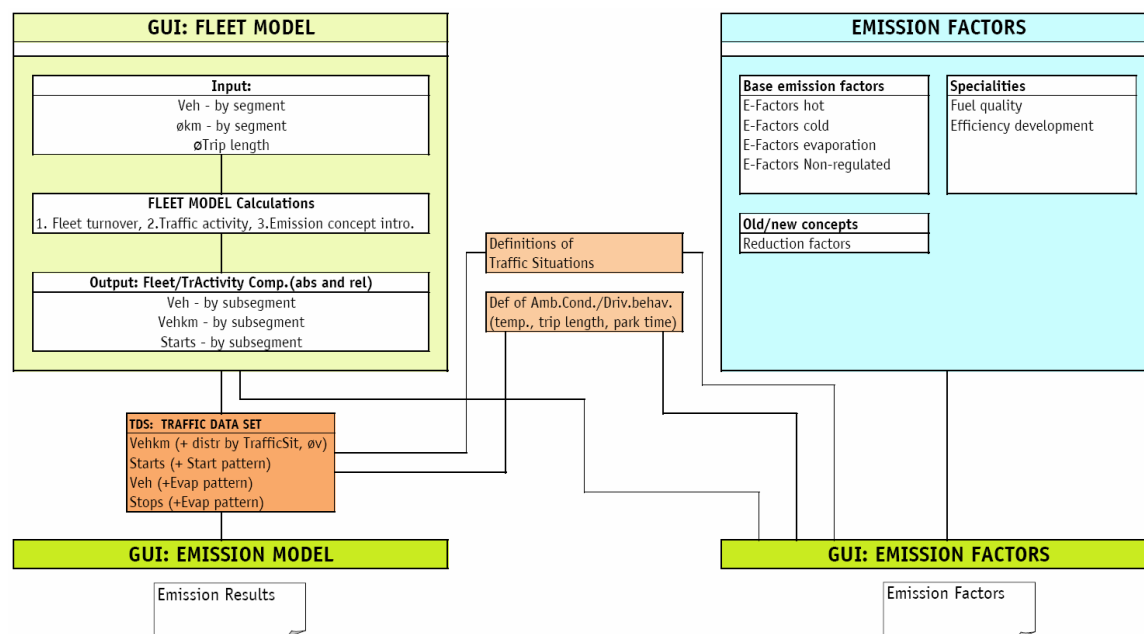 GUI: FLEET MODEL
Input:
Veh - by segment
økm - by segment
øTrip length
FLEET MODEL Calculations
1. Fleet turnover, 2.Traffic activity, 3.Emission concept intro.
Output: Fleet/TrActivity Comp.(abs and rel)
Veh - by subsegment
Vehkm - by subsegment
Starts - by subsegment
EMISSION FACTORS
Base emission factors
E-Factors hot
E-Factors cold
E-Factors evaporation
E-Factors Non-regulated
Specialities
Fuel quality
Efficiency development
Old/new concepts
Reduction factors
Definitions of
Traffic Situations
Def of Amb.Cond./Driv.behav.
(temp., trip length, park time)
TDS: TRAFFIC DATA SET
Vehkm (+ distr by TrafficSit, øv)
Starts (+ Start pattern)
Veh (+Evap pattern)
Stops (+Evap pattern)
GUI: EMISSION MODEL
Emission Results
GUI: EMISSION FACTORS
Emission Factors